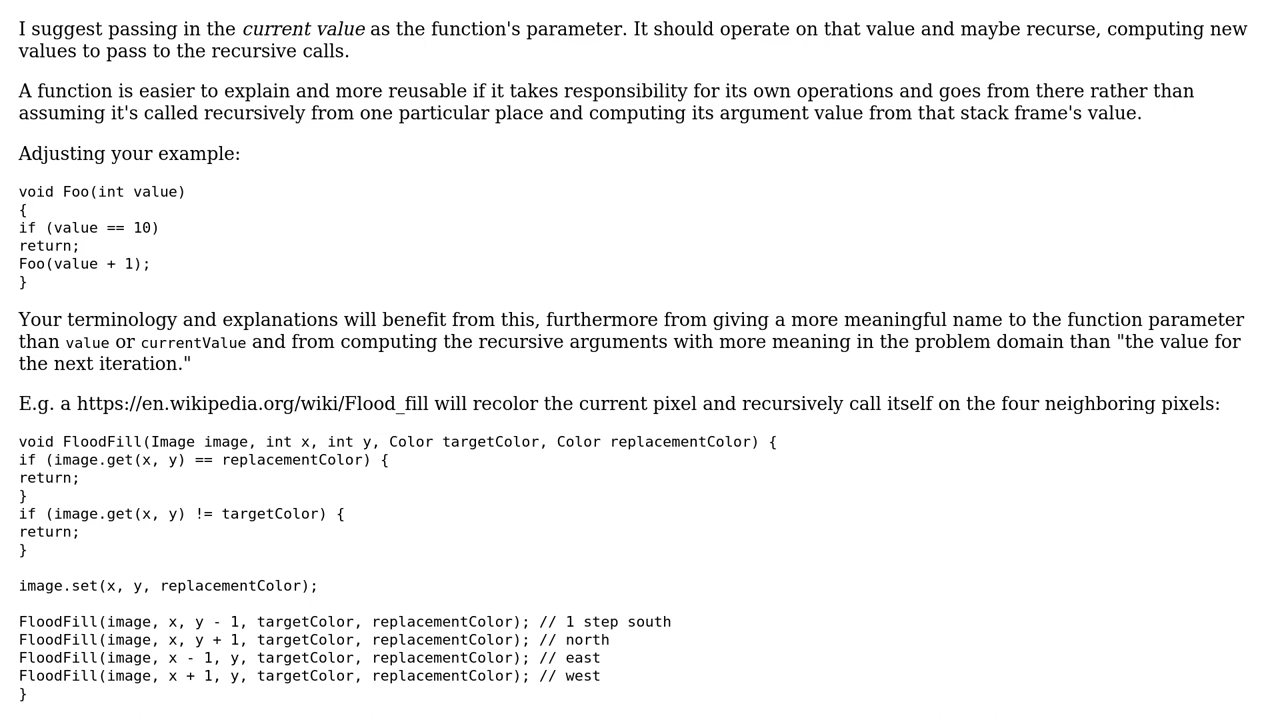 I suggest passing in the current value as the function's parameter. It should operate on that value and maybe recurse, computing new
values to pass to the recursive calls.
A function is easier to explain and more reusable if it takes responsibility for its own operations and goes from there rather than
assuming it's called recursively from one particular place and computing its argument value from that stack frame's value.
Adjusting your example:
void Foo(int value)
{
if (value == 10)
return;
Foo(value + 1);
}
Your terminology and explanations will benefit from this, furthermore from giving a more meaningful name to the function parameter
than value or currentValue and from computing the recursive arguments with more meaning in the problem domain than "the value for
the next iteration."
E.g. a https://en.wikipedia.org/wiki/Flood_fill will recolor the current pixel and recursively call itself on the four neighboring pixels:
void FloodFill(Image image, int x, int y, Color targetColor, Color replacementColor) {
if (image.get(x, y) == replacementColor) {
return;
}
if (image.get(x, y) != targetColor) {
return;
}
image.set(x, y, replacementColor);
FloodFill(image, x, y - 1, targetColor, replacementColor); // 1 step south
FloodFill(image, x, y + 1, targetColor, replacementColor); // north
FloodFill(image, x - 1, y, targetColor, replacementColor); // east
FloodFill(image, x + 1, y, targetColor, replacementColor); // west
}